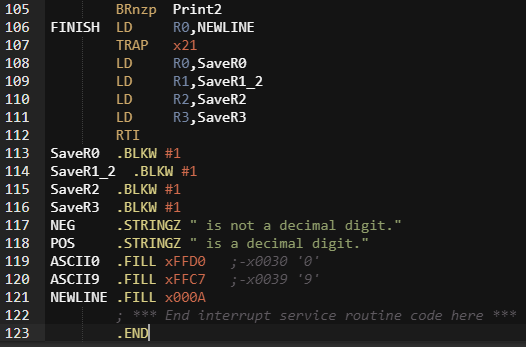 105 BRnzp Print2
106 FINISH LD R0,NEWLINE
107 TRAP x21
108 LD R0,SaveR0
109 LD R1,SaveR1_2
110 LD R2,SaveR2
111 LD R3,SaveR3
112 RTI
113 SaveR0 .BLKW #1
114 SaveR1_2 .BLKW #1
115 SaveR2 .BLKW #1
116 SaveR3 .BLKW #1
117 NEG .STRINGZ " is not a decimal digit."
118 POS .STRINGZ " is a decimal digit."
119 ASCII0 .FILL xFFD0 ;-x0030 '0'
120 ASCII9 .FILL xFFC7 ;-x0039 '9'
121 NEWLINE .FILL x000A
122 ; *** End interrupt service routine code here ***
123 .END